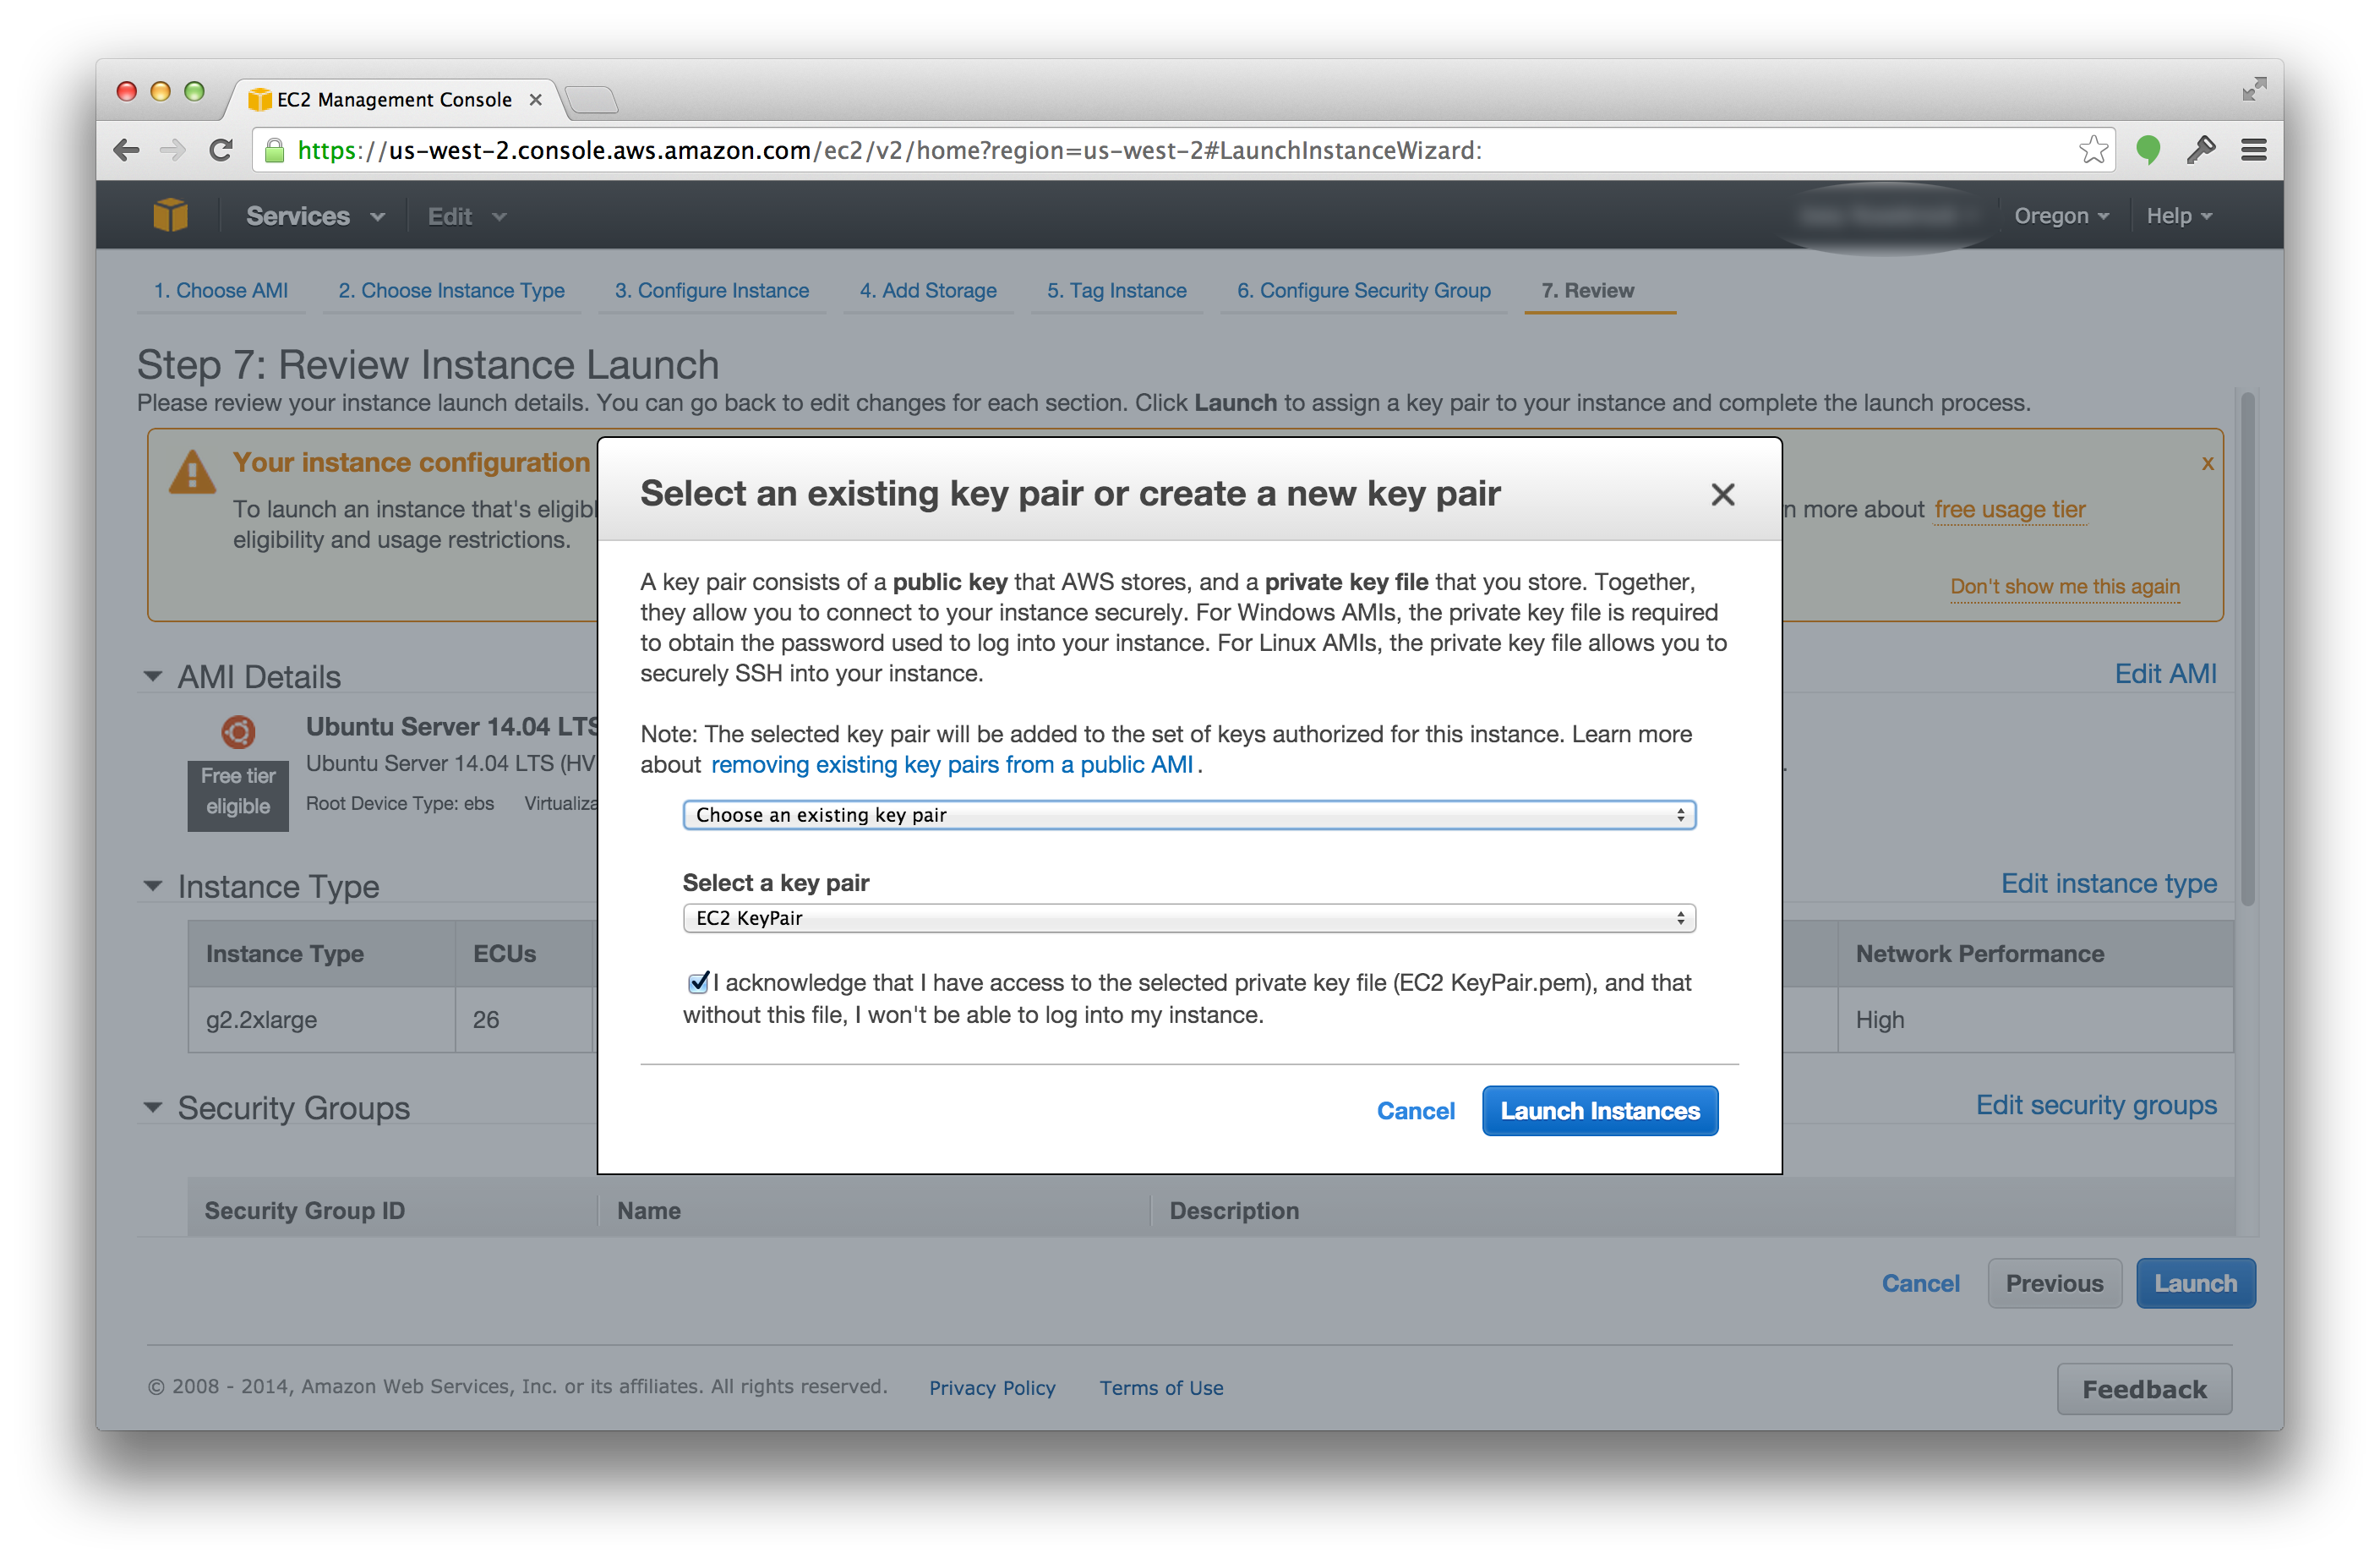 EC2 Management Console
https://us-west-2.console.aws.amazon.com/ec2/v2/home?region=us-west-2#LaunchInstanceWizard:
Services Edit Oregon Help
1. Choose AMI 2. Choose Instance Type 3. Configure Instance 4. Add Storage 5. Tag Instance 6. Configure Security Group 7. Review
Step 7: Review Instance Launch
Please review your instance launch details. You can go back to edit changes for each section. Click Launch to assign a key pair to your instance and complete the launch process.
Your instance configuration
x
To launch an instance that's n more about free usage tier
eligibility and usage restrictions.
Don't show me this again
Select an existing key pair or create a new key pair
A key pair consists of a public key that AWS stores, and a private key file that you store. Together,
they allow you to connect to your instance securely. For Windows AMIs, the private key file is required
to obtain the password used to log into your instance. For Linux AMIs, the private key file allows you to
securely SSH into your instance.
Note: The selected key pair will be added to the set of keys authorized for this instance. Learn more
about removing existing key pairs from a public AMI.
Choose an existing key pair
Select a key pair
EC2 KeyPair
I acknowledge that I have access to the selected private key file (EC2 KeyPair.pem), and that
without this file, I won't be able to log into my instance.
Cancel Launch Instances
AMI Details Edit AMI
Ubuntu Server 14.04 LTS
Ubuntu Server 14.04 LTS (HV
Free tier
eligible
Root Device Type: ebs Virtualiza
Instance Type Edit instance type
Instance Type ECUs Network Performance
g2.2xlarge 26 High
Security Groups Edit security groups
Security Group ID Name Description
Cancel Previous Launch
© 2008 - 2014, Amazon Web Services, Inc. or its affiliates. All rights reserved. Privacy Policy Terms of Use Feedback